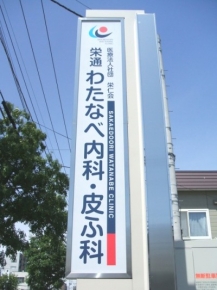 医療法人社団 栄仁会
栄通 わたなべ 内科・皮ふ科
SAKAEDOORI WATANABE CLINIC